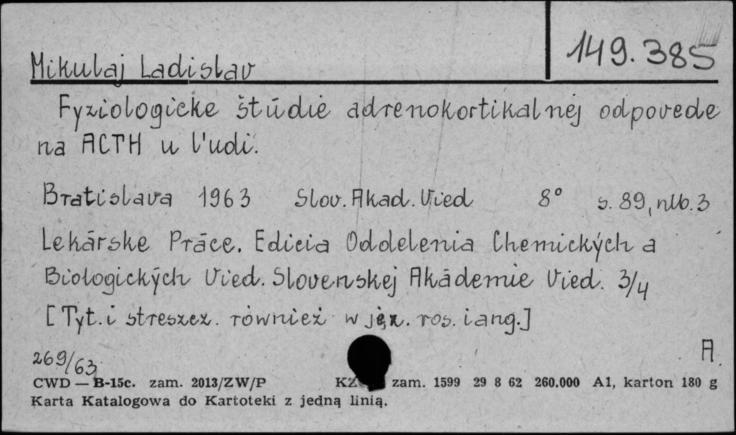 149.385
Mikulaj Ladislav
Fyziologické štúdie adrenokortikalnej odpovede
na ACTH u l'udi.
Bratislava 1963 Slov. Akad. Vied 8° s. 89, nlb. 3
Lekárske Práce. Edicia Oddelenia Chemických a
Biologických Vied. Slovenskej Akádemie Vied. 3/4
[Tyt. i streszcz. również w jęz. ros. i ang.]
269/63 A
CWD — B-15c. zam. 2013/ZW/P KZ zam. 1599 29 8 62 260.000 A1, karton 180 g
Karta Katalogowa do Kartoteki z jedną linią.